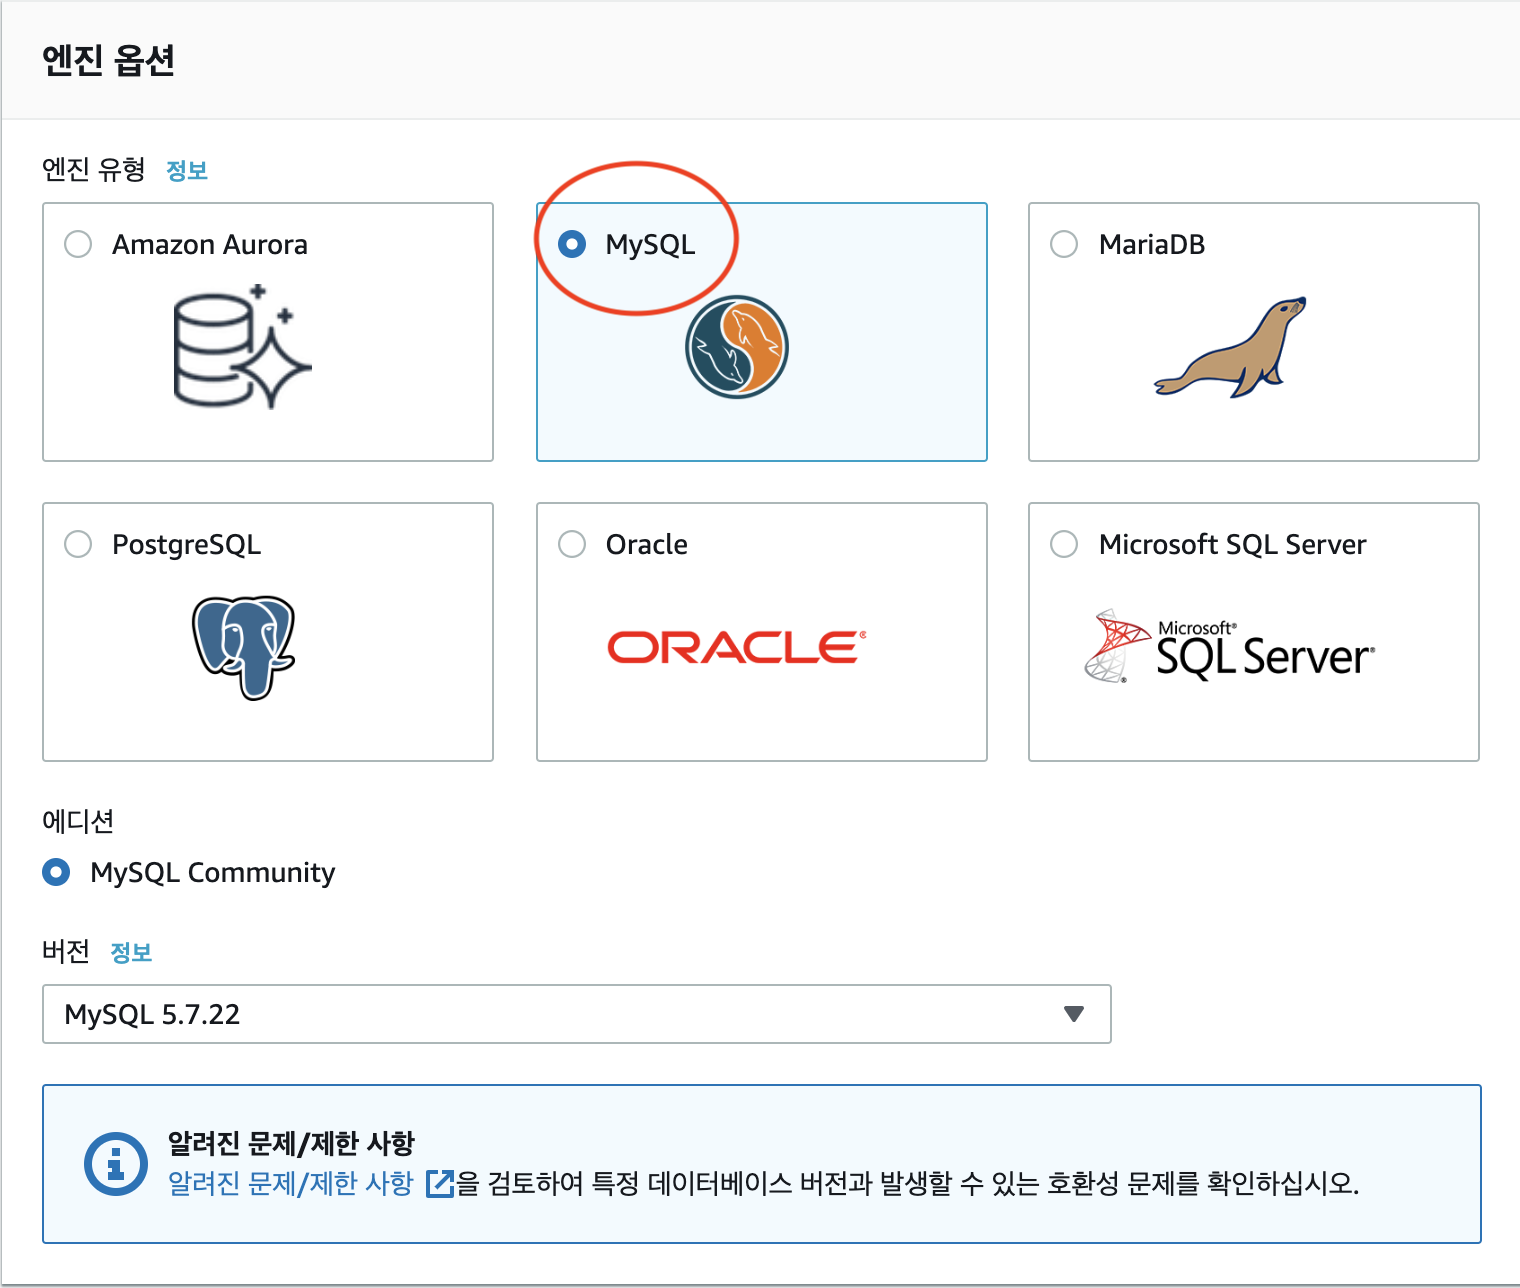 엔진 옵션
엔진 유형 정보
Amazon Aurora
MySQL
MariaDB
PostgreSQL
Oracle
Microsoft SQL Server
ORACLE®
Microsoft®
SQL Server®
에디션
MySQL Community
버전 정보
MySQL 5.7.22
알려진 문제/제한 사항
알려진 문제/제한 사항 을 검토하여 특정 데이터베이스 버전과 발생할 수 있는 호환성 문제를 확인하십시오.